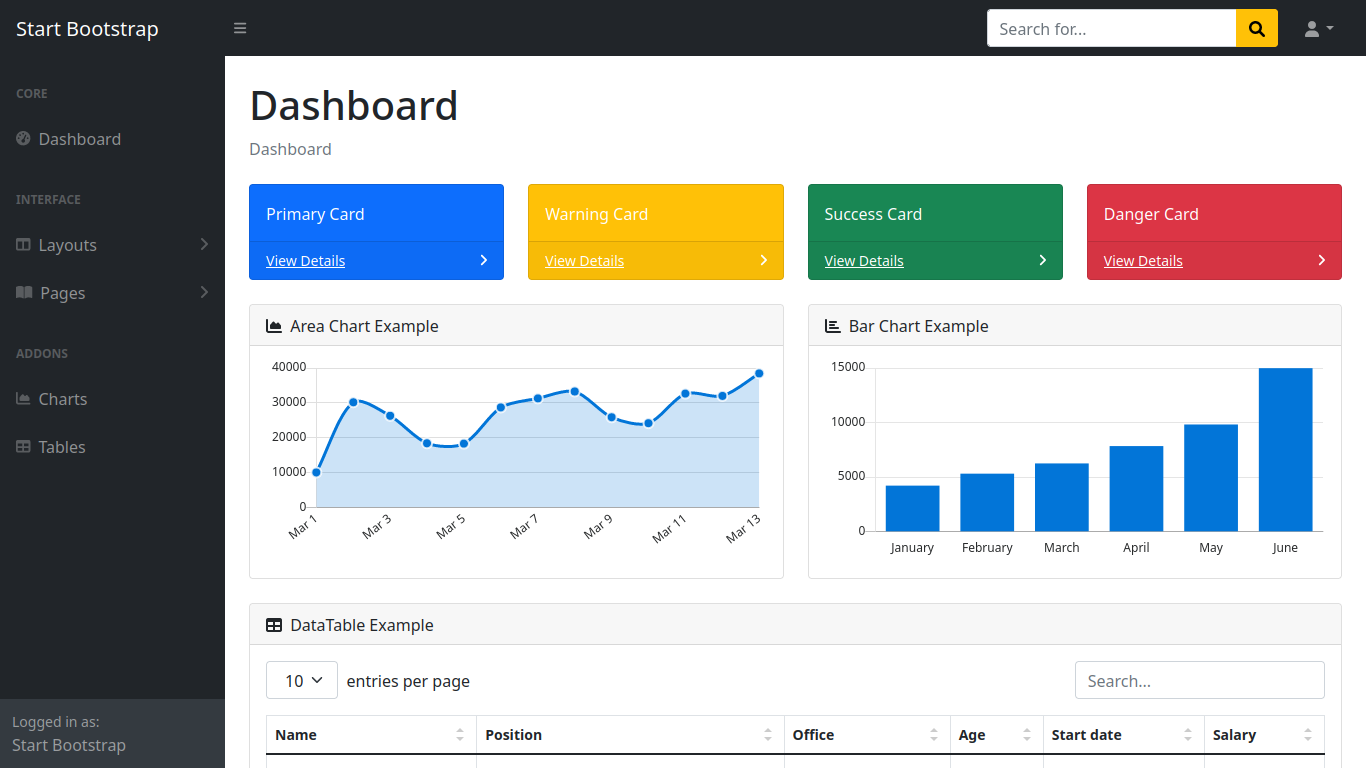 Start Bootstrap
Search for...
CORE
Dashboard
INTERFACE
Layouts
Pages
ADDONS
Charts
Tables
Logged in as:
Start Bootstrap
Dashboard
Dashboard
Primary Card
View Details
Warning Card
View Details
Success Card
View Details
Danger Card
View Details
Area Chart Example
40000
30000
20000
10000
0
Mar 1
Mar 3
Mar 5
Mar 7
Mar 9
Mar 11
Mar 13
Bar Chart Example
15000
10000
5000
0
January
February
March
April
May
June
DataTable Example
10 entries per page
Search...
Name
Position
Office
Age
Start date
Salary